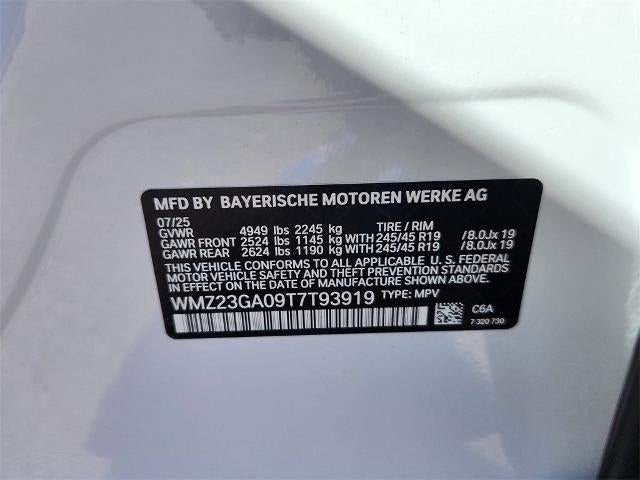 MFD BY BAYERISCHE MOTOREN WERKE AG
07/25
GVWR 4949 lbs 2245 kg TIRE / RIM
GAWR FRONT 2524 lbs 1145 kg WITH 245/45 R19 /8.0Jx 19
GAWR REAR 2624 lbs 1190 kg WITH 245/45 R19 /8.0Jx 19
THIS VEHICLE CONFORMS TO ALL APPLICABLE U. S. FEDERAL
MOTOR VEHICLE SAFETY, BUMPER, AND THEFT PREVENTION STANDARDS
IN EFFECT ON THE DATE OF MANUFACTURE SHOWN ABOVE.
WMZ23GA09T7T93919 TYPE: MPV
C6A
7 320 730